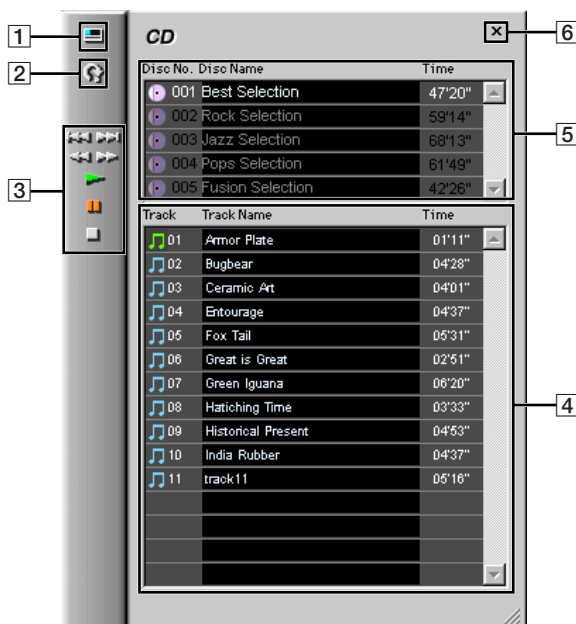 1
2
3
4
5
6
CD
Disc No. Disc Name Time
001 Best Selection 47'20"
002 Rock Selection 59'14"
003 Jazz Selection 68'13"
004 Pops Selection 61'49"
005 Fusion Selection 42'26"
Track Track Name Time
01 Armor Plate 01'11"
02 Bugbear 04'28"
03 Ceramic Art 04'01"
04 Entourage 04'37"
05 Fox Tail 05'31"
06 Great is Great 02'51"
07 Green Iguana 06'20"
08 Hatiching Time 03'33"
09 Historical Present 04'53"
10 India Rubber 04'37"
11 track11 05'16"